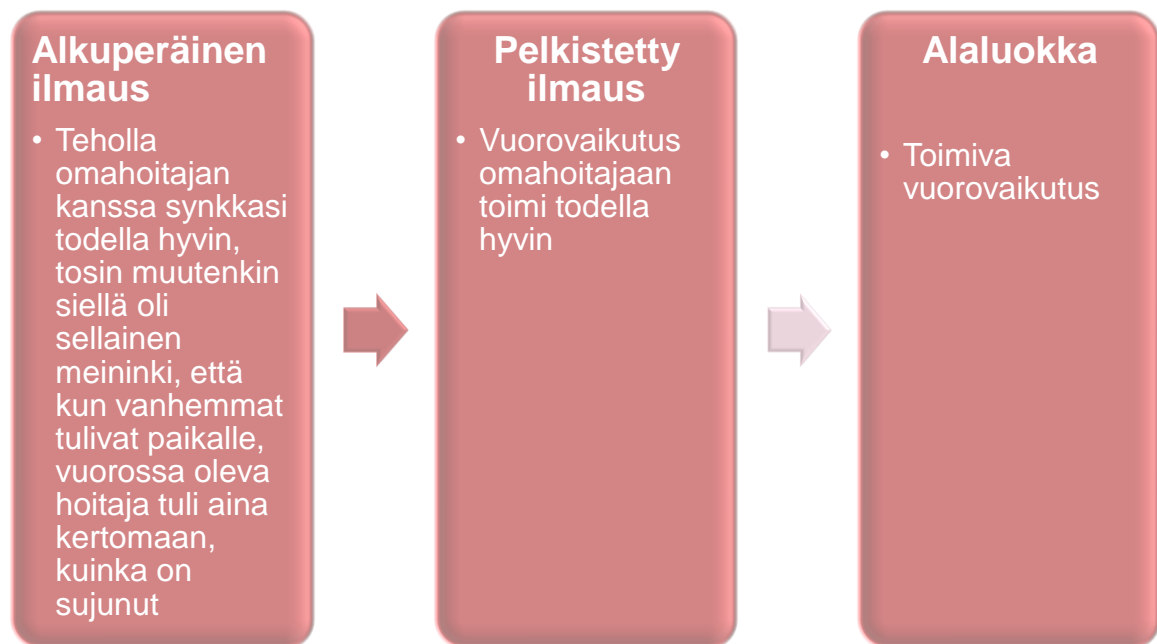 Alkuperäinen
ilmaus
• Teholla
omahoitajan
kanssa synkkasi
todella hyvin,
tosin muutenkin
siellä oli
sellainen
meininki, että
kun vanhemmat
tulivat paikalle,
vuorossa oleva
hoitaja tuli aina
kertomaan,
kuinka on
sujunut
Pelkistetty
ilmaus
• Vuorovaikutus
omahoitajaan
toimi todella
hyvin
Alaluokka
• Toimiva
vuorovaikutus